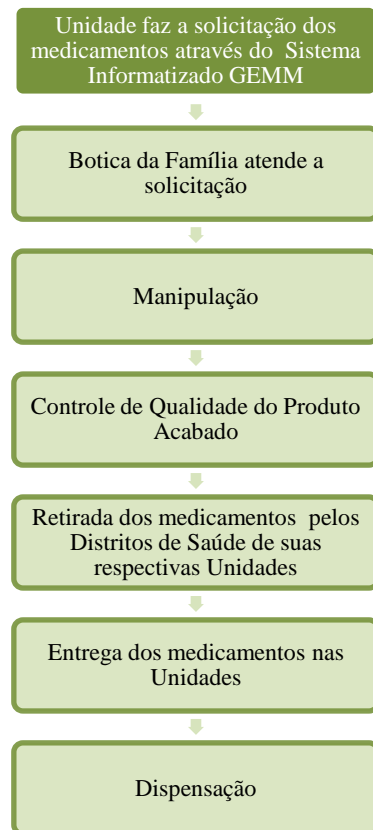 Unidade faz a solicitação dos
medicamentos através do Sistema
Informatizado GEMM
Botica da Família atende a
solicitação
Manipulação
Controle de Qualidade do Produto
Acabado
Retirada dos medicamentos pelos
Distritos de Saúde de suas
respectivas Unidades
Entrega dos medicamentos nas
Unidades
Dispensação